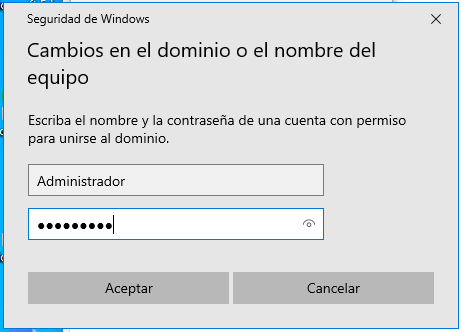 Seguridad de Windows
Cambios en el dominio o el nombre del
equipo
Escriba el nombre y la contraseña de una cuenta con permiso
para unirse al dominio.
Administrador
●●●●●●●●●
Aceptar
Cancelar